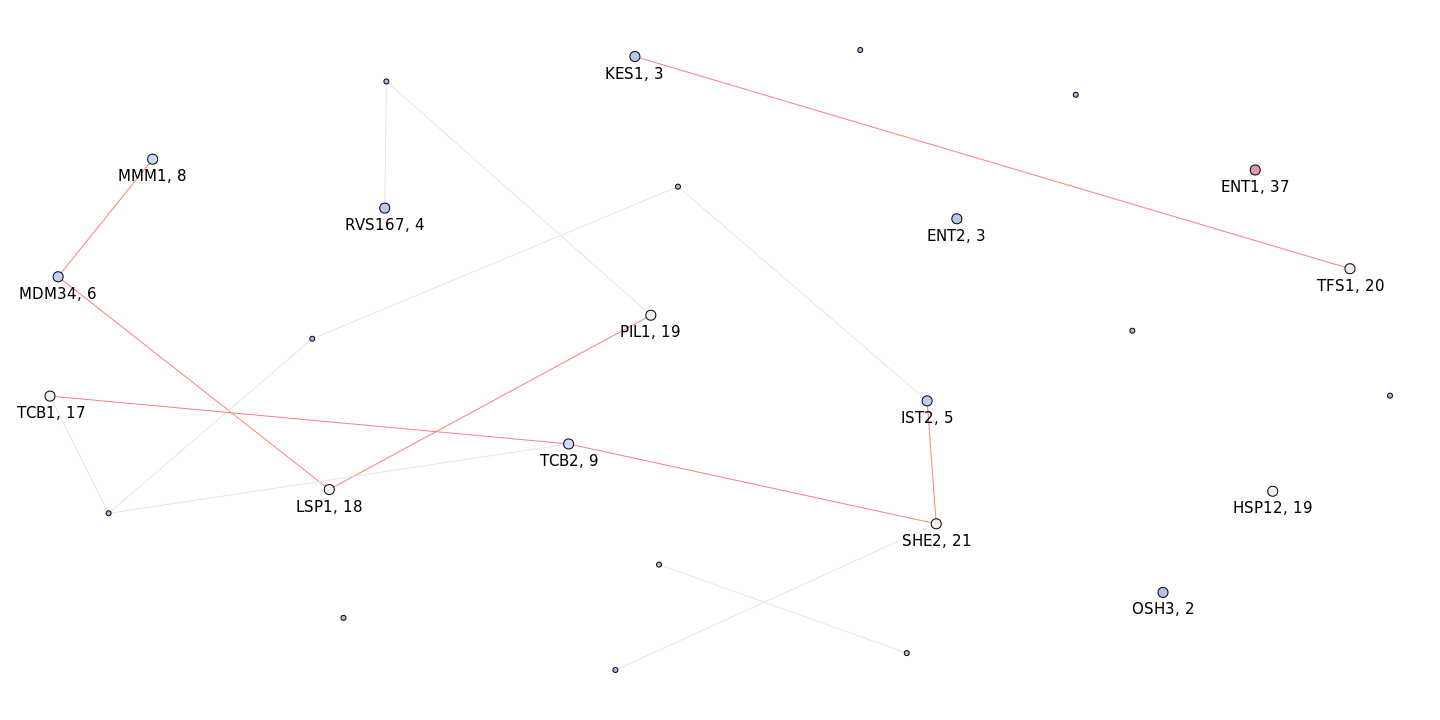 KES1, 3
MMM1, 8
ENT1, 37
RVS167, 4
ENT2, 3
TFS1, 20
MDM34, 6
PIL1, 19
TCB1, 17
IST2, 5
TCB2, 9
LSP1, 18
HSP12, 19
SHE2, 21
OSH3, 2